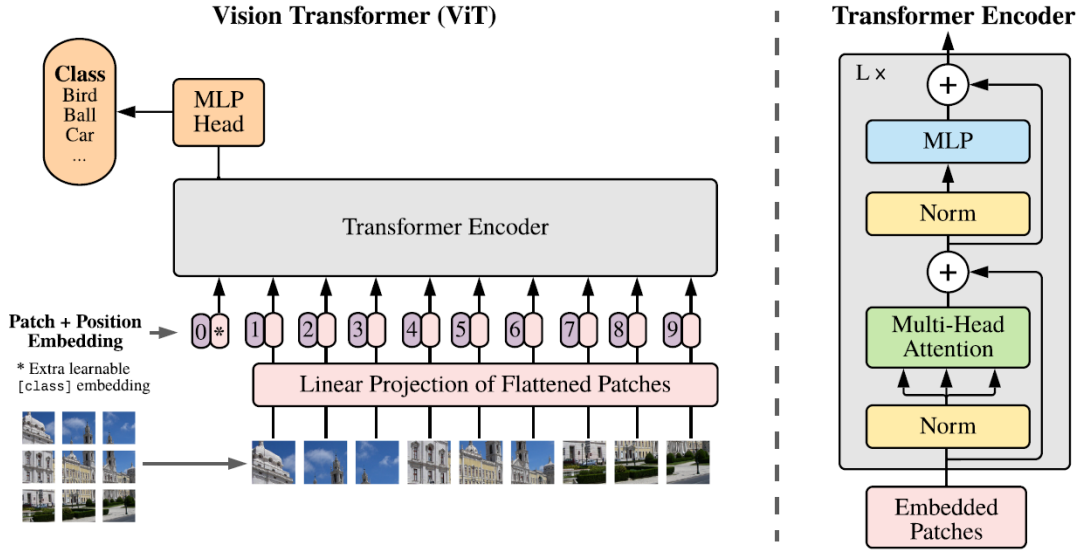 Vision Transformer (ViT)
Class
Bird
Ball
Car
...
MLP
Head
Transformer Encoder
Patch + Position
Embedding
0 * 1 2 3 4 5 6 7 8 9
* Extra learnable
[class] embedding
Linear Projection of Flattened Patches
Transformer Encoder
L ×
+
MLP
Norm
+
Multi-Head
Attention
Norm
Embedded
Patches